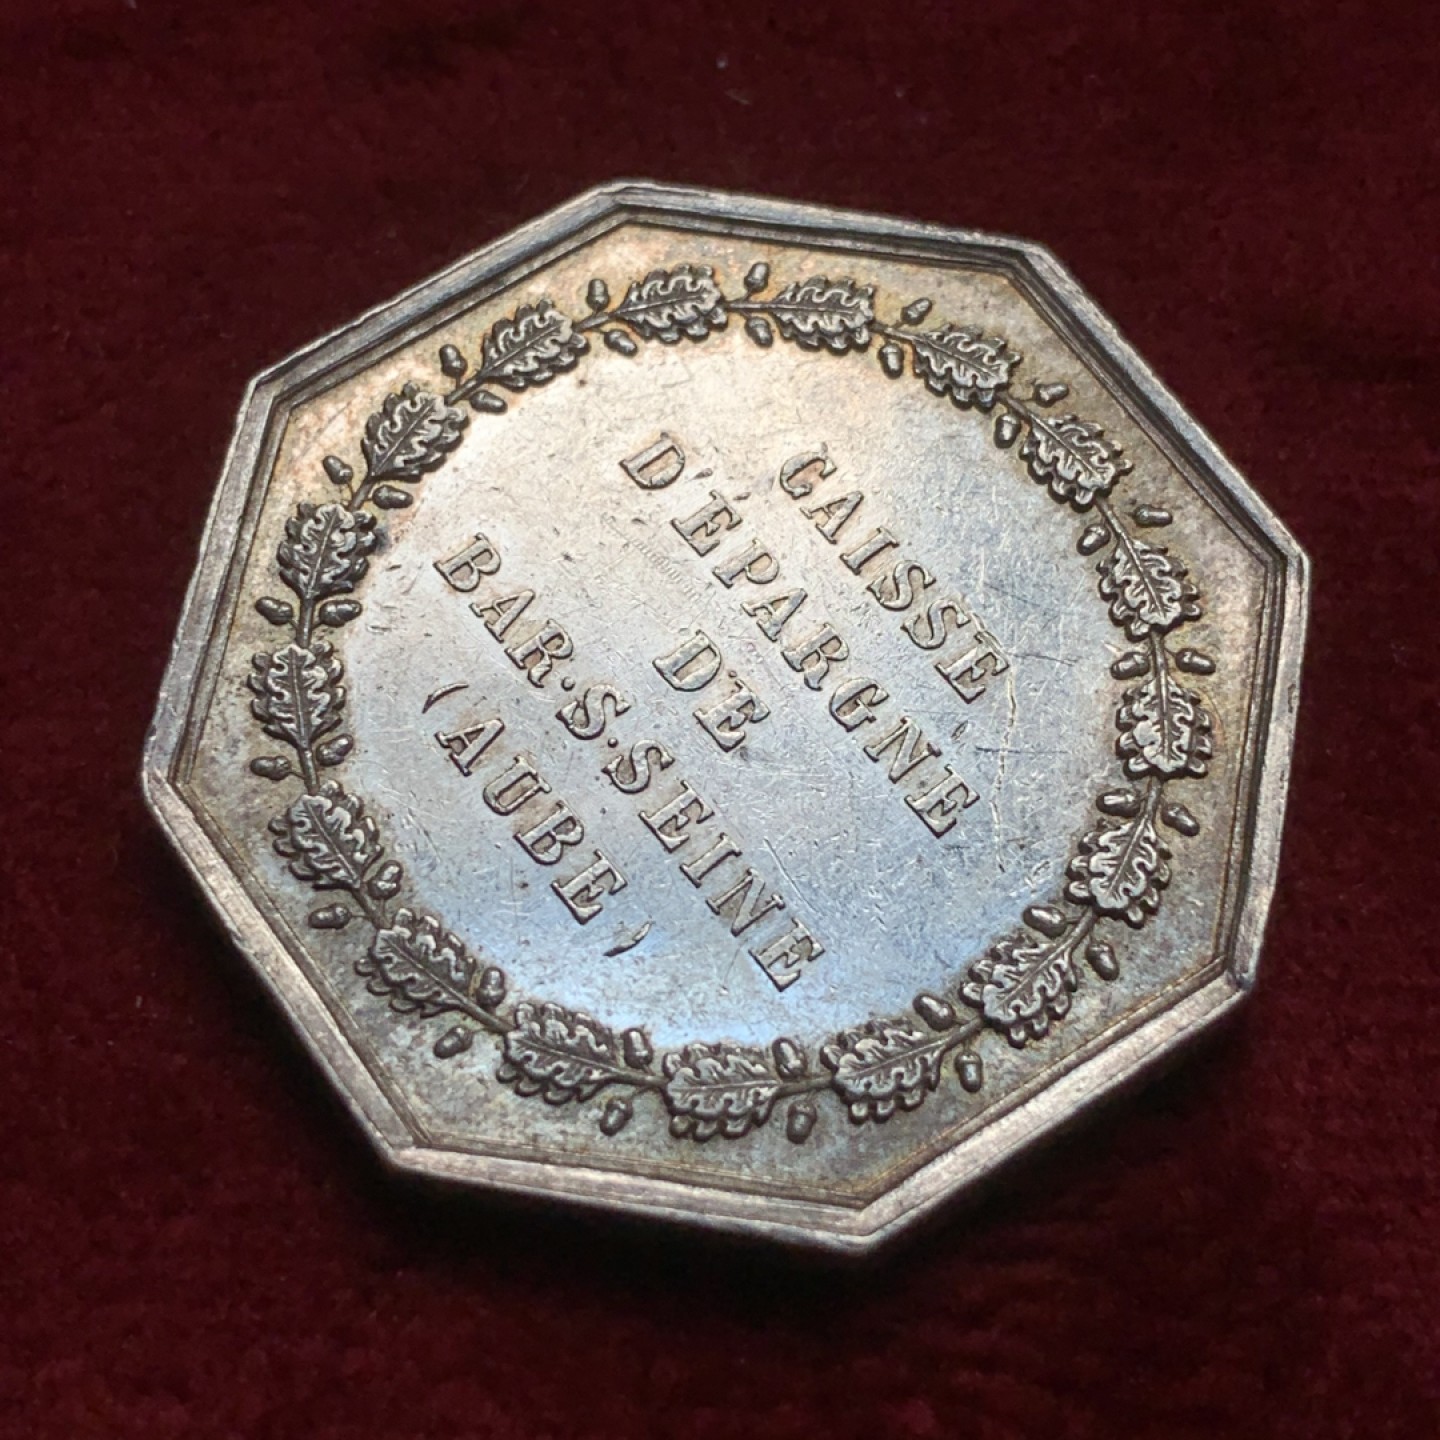 CAISSE
D'EPARGNE
DE
BAR.S.SEINE
(AUBE)